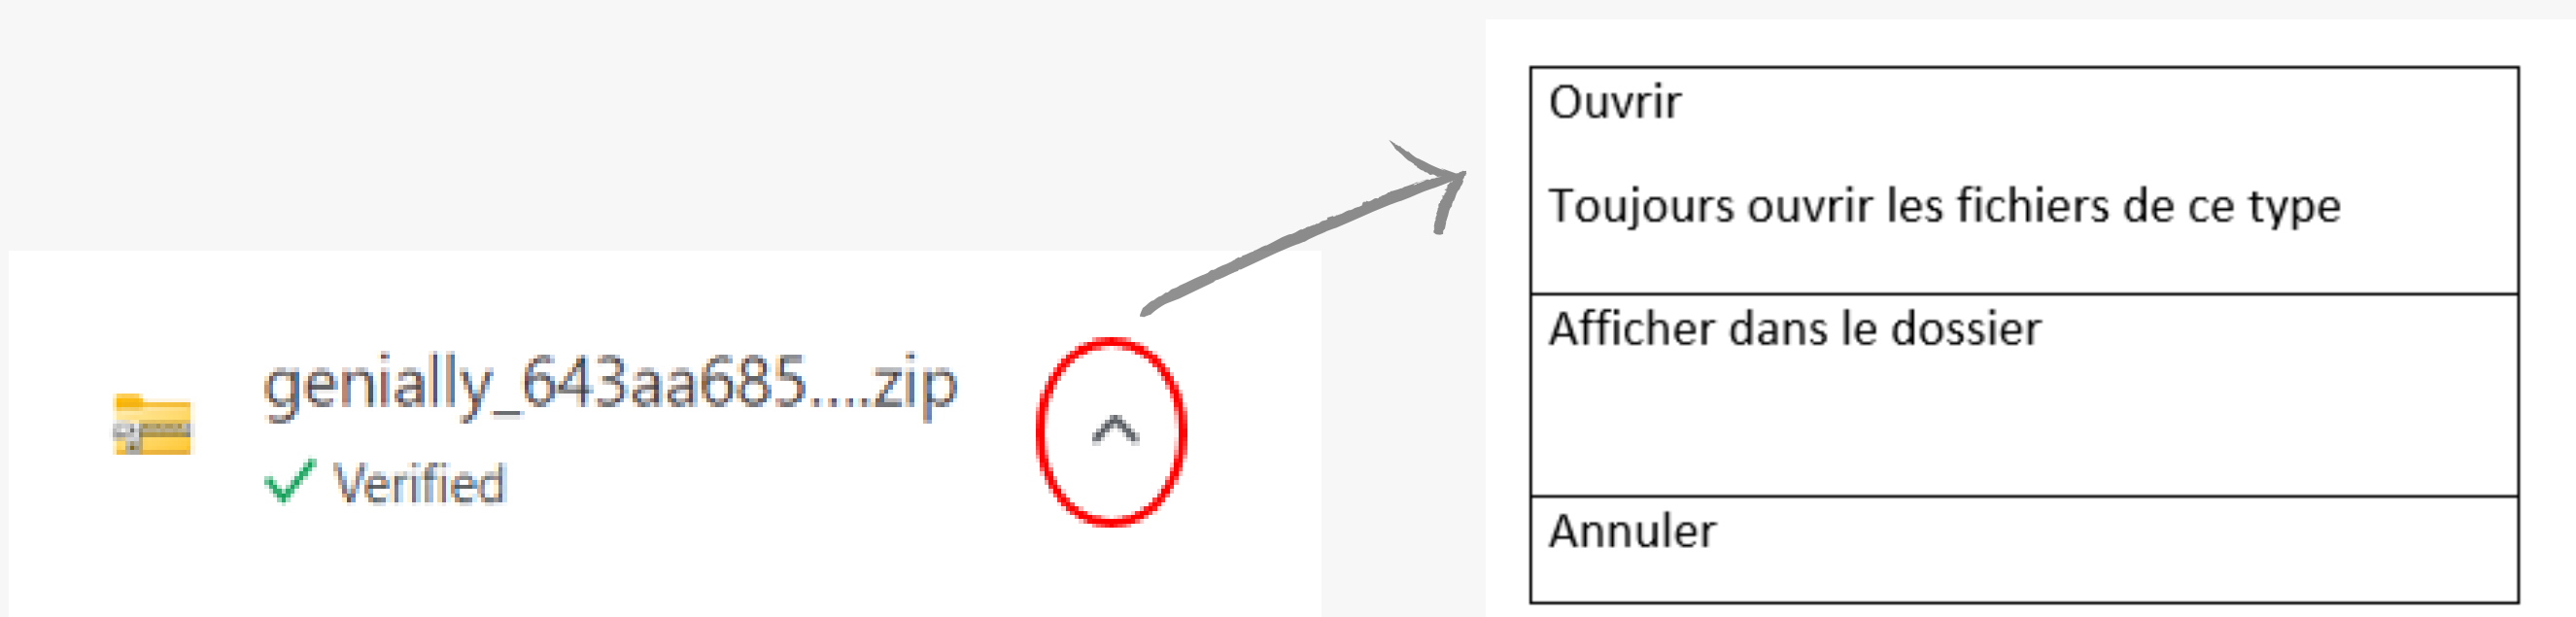 genially_643aa685....zip
Verified
Ouvrir
Toujours ouvrir les fichiers de ce type
Afficher dans le dossier
Annuler